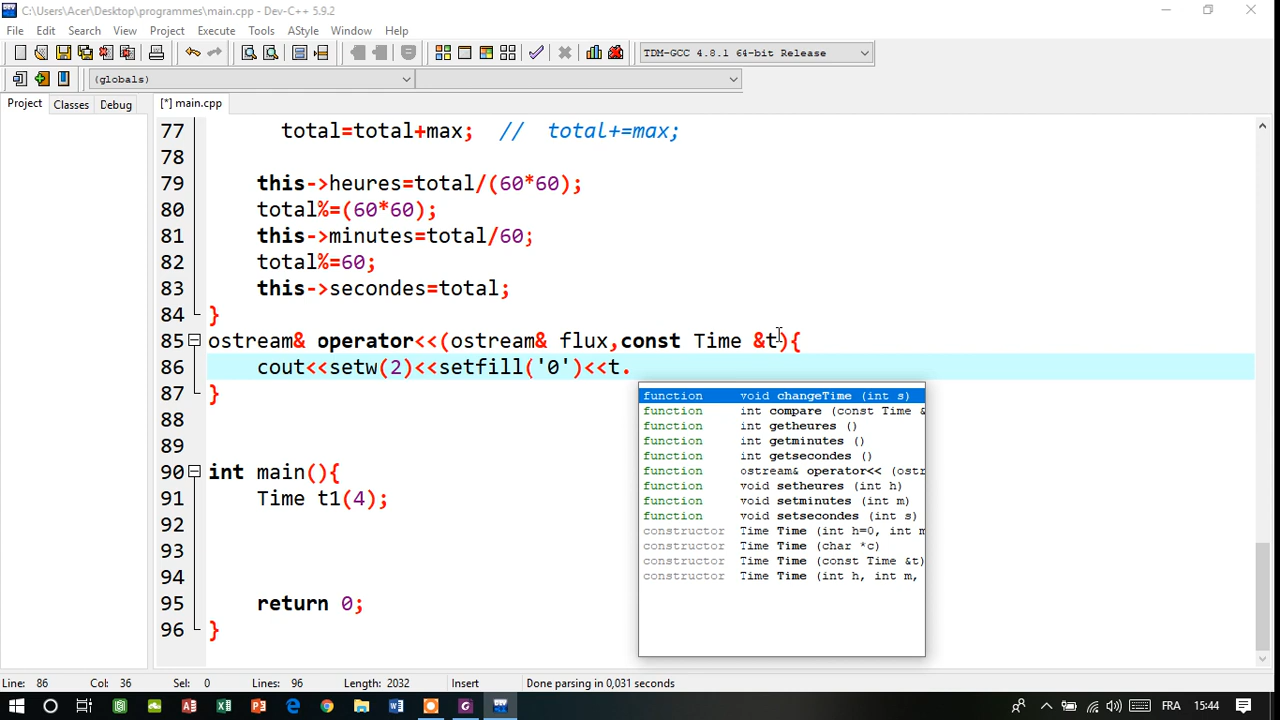 C:\Users\Acer\Desktop\programmes\main.cpp - Dev-C++ 5.9.2
File Edit Search View Project Execute Tools AStyle Window Help
TDM-GCC 4.8.1 64-bit Release
(globals)
Project Classes Debug [*] main.cpp
77 total=total+max; // total+=max;
78
79 this->heures=total/(60*60);
80 total%=(60*60);
81 this->minutes=total/60;
82 total%=60;
83 this->secondes=total;
84 }
85 ostream& operator<<(ostream& flux,const Time &t){
86 cout<<setw(2)<<setfill('0')<<t.
87 }
88
89
90 int main(){
91 Time t1(4);
92
93
94
95 return 0;
96 }
function void changeTime (int s)
function int compare (const Time &
function int getheures ()
function int getminutes ()
function int getsecondes ()
function ostream& operator<< (ostr
function void setheures (int h)
function void setminutes (int m)
function void setsecondes (int s)
constructor Time Time (int h=0, int m
constructor Time Time (char *c)
constructor Time Time (const Time &t)
constructor Time Time (int h, int m,
Line: 86 Col: 36 Sel: 0 Lines: 96 Length: 2032 Insert Done parsing in 0,031 seconds
FRA 15:44